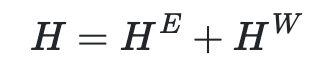 H = H^E + H^W